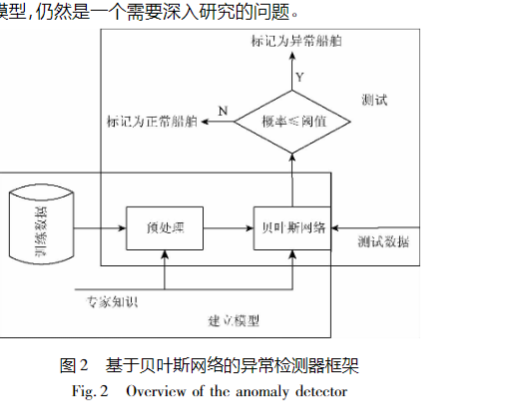 模型,仍然是一个需要深入研究的问题。
标记为异常船舶
Y
测试
N
标记为正常船舶
概率≤阈值
训练数据
预处理
贝叶斯网络
测试数据
专家知识
建立模型
图2 基于贝叶斯网络的异常检测器框架
Fig. 2 Overview of the anomaly detector